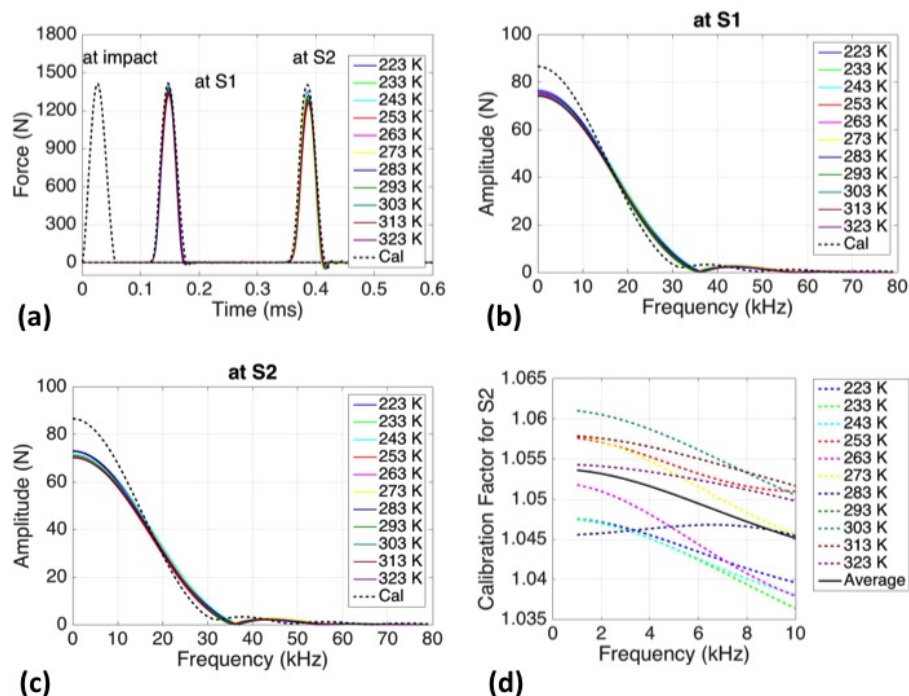 1800
1500
1200
900
600
300
0
Force (N)
at impact
at S1
at S2
223 K
233 K
243 K
253 K
263 K
273 K
283 K
293 K
303 K
313 K
323 K
Cal
0 0.1 0.2 0.3 0.4 0.5 0.6
Time (ms)
(a)
at S1
100
80
60
40
20
0
Amplitude (N)
223 K
233 K
243 K
253 K
263 K
273 K
283 K
293 K
303 K
313 K
323 K
Cal
0 10 20 30 40 50 60 70 80
Frequency (kHz)
(b)
at S2
100
80
60
40
20
0
Amplitude (N)
223 K
233 K
243 K
253 K
263 K
273 K
283 K
293 K
303 K
313 K
323 K
Cal
0 10 20 30 40 50 60 70 80
Frequency (kHz)
(c)
1.065
1.06
1.055
1.05
1.045
1.04
1.035
Calibration Factor for S2
223 K
233 K
243 K
253 K
263 K
273 K
283 K
293 K
303 K
313 K
323 K
Average
0 2 4 6 8 10
Frequency (kHz)
(d)